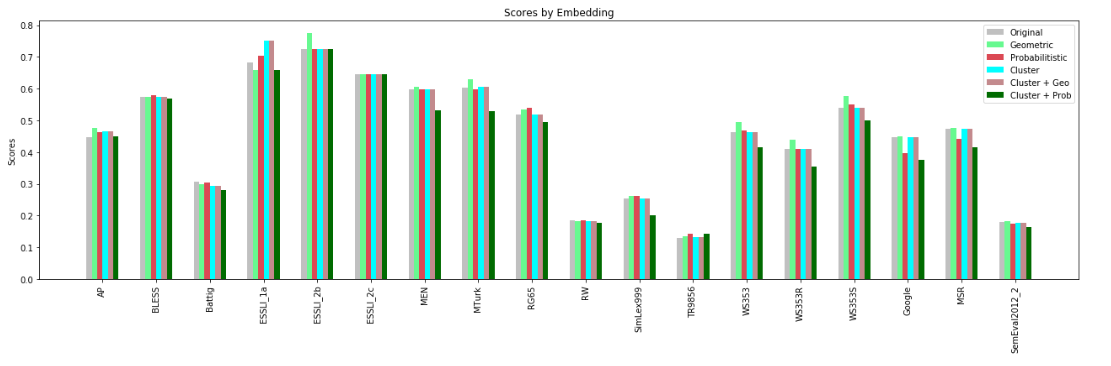 Scores by Embedding
Original
Geometric
Probabilitistic
Cluster
Cluster + Geo
Cluster + Prob
Scores
0.8
0.7
0.6
0.5
0.4
0.3
0.2
0.1
0.0
AP
BLESS
Battig
ESSLI_1a
ESSLI_2b
ESSLI_2c
MEN
MTurk
RG65
RW
SimLex999
TR9856
WS353
WS353R
WS353S
Google
MSR
SemEval2012_2